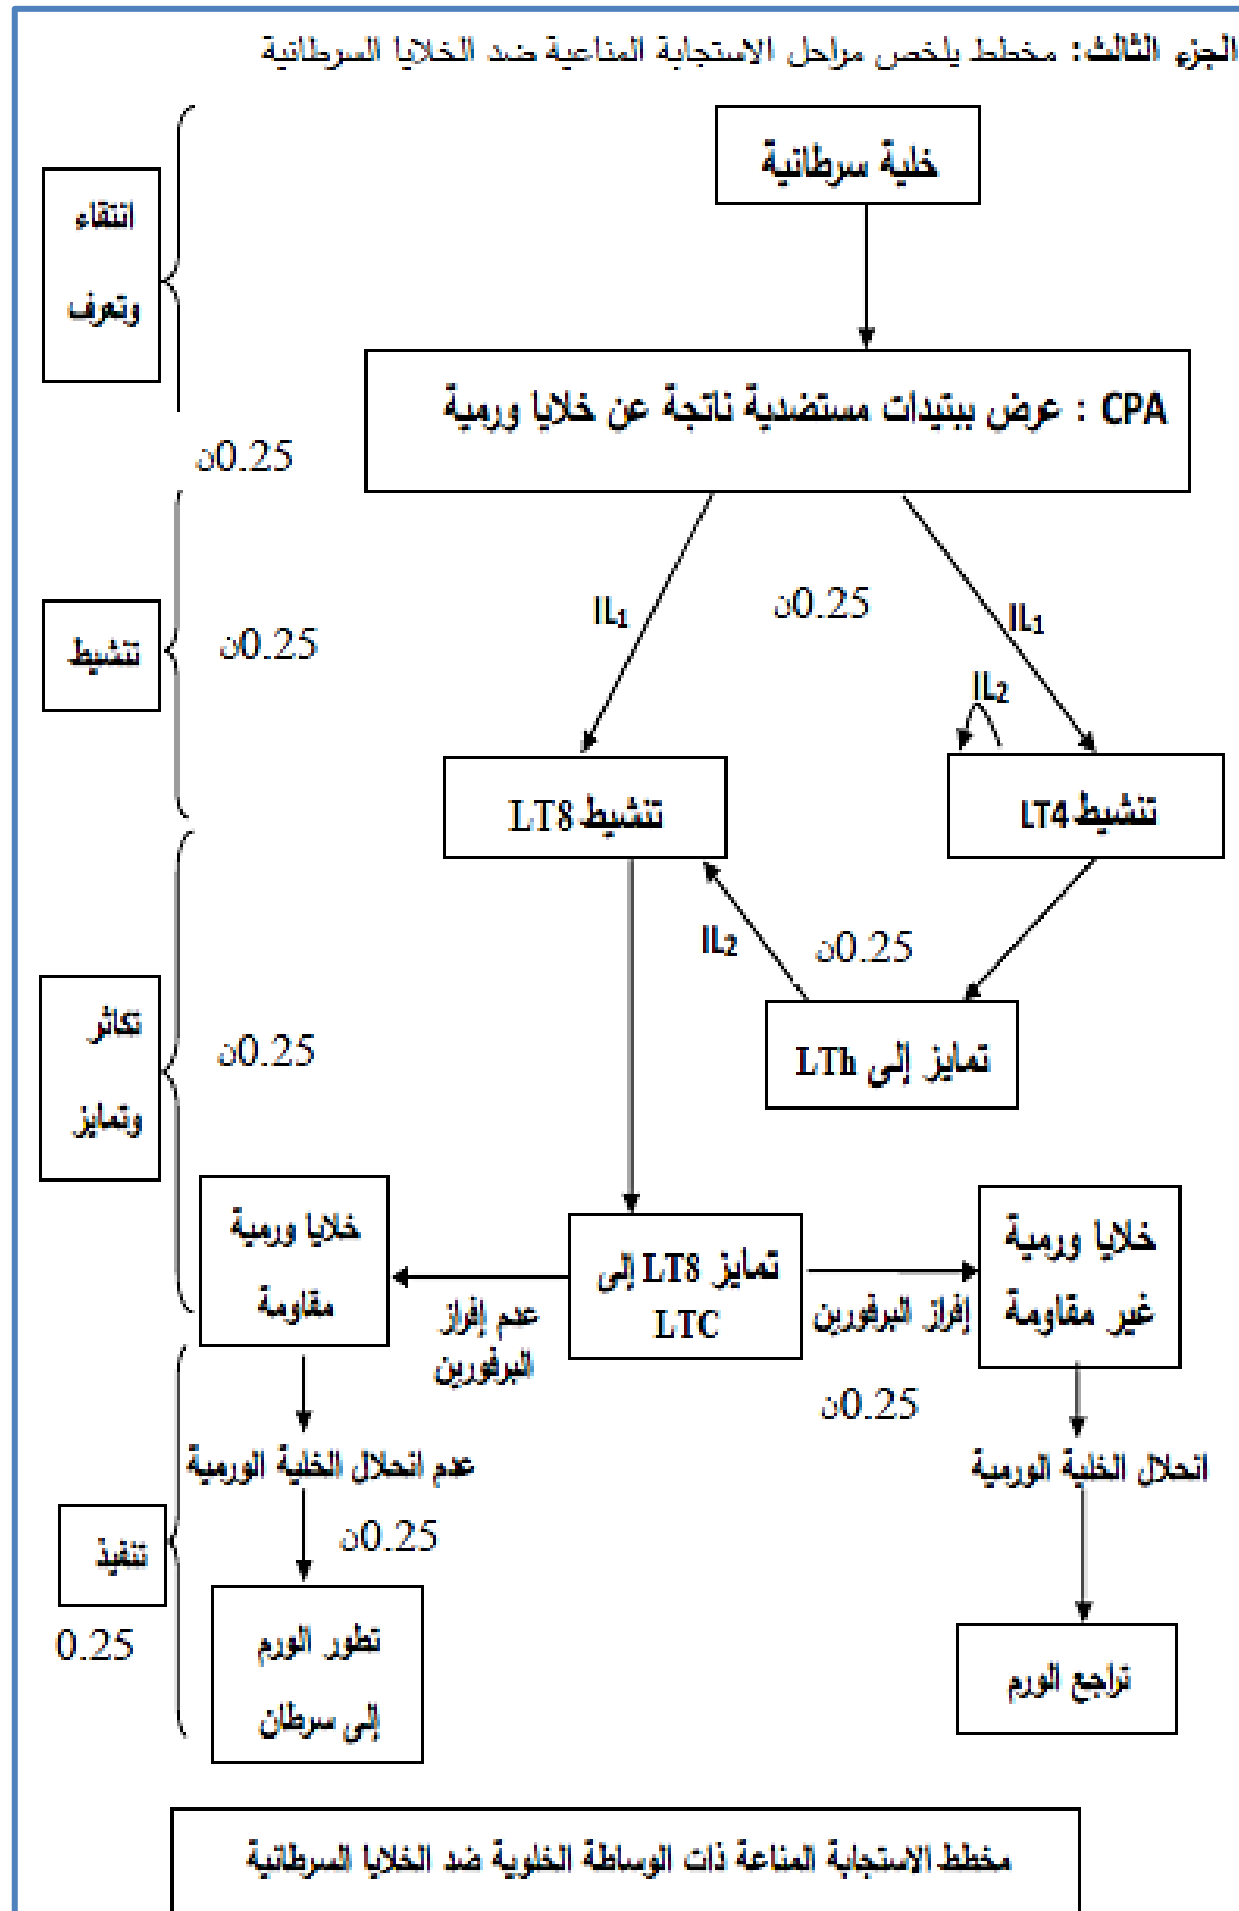 الجزء الثالث: مخطط يلخص مراحل الاستجابة المناعية ضد الخلايا السرطانية
خلية سرطانية
انتقاء
وتعرف
CPA : عرض ببتيدات مستضدية ناتجة عن خلايا ورمية
0.25ن
IL1
0.25ن
IL1
تنشيط
0.25ن
IL2
تنشيط LT8
تنشيط LT4
IL2
0.25ن
تكاثر
وتمايز
0.25ن
تمايز إلى LTh
خلايا ورمية
مقاومة
عدم إفراز
البرفورين
تمايز LT8 إلى
LTC
إفراز البرفورين
خلايا ورمية
غير مقاومة
0.25ن
عدم انحلال الخلية الورمية
انحلال الخلية الورمية
0.25ن
تنفيذ
0.25
تطور الورم
إلى سرطان
تراجع الورم
مخطط الاستجابة المناعة ذات الوساطة الخلوية ضد الخلايا السرطانية